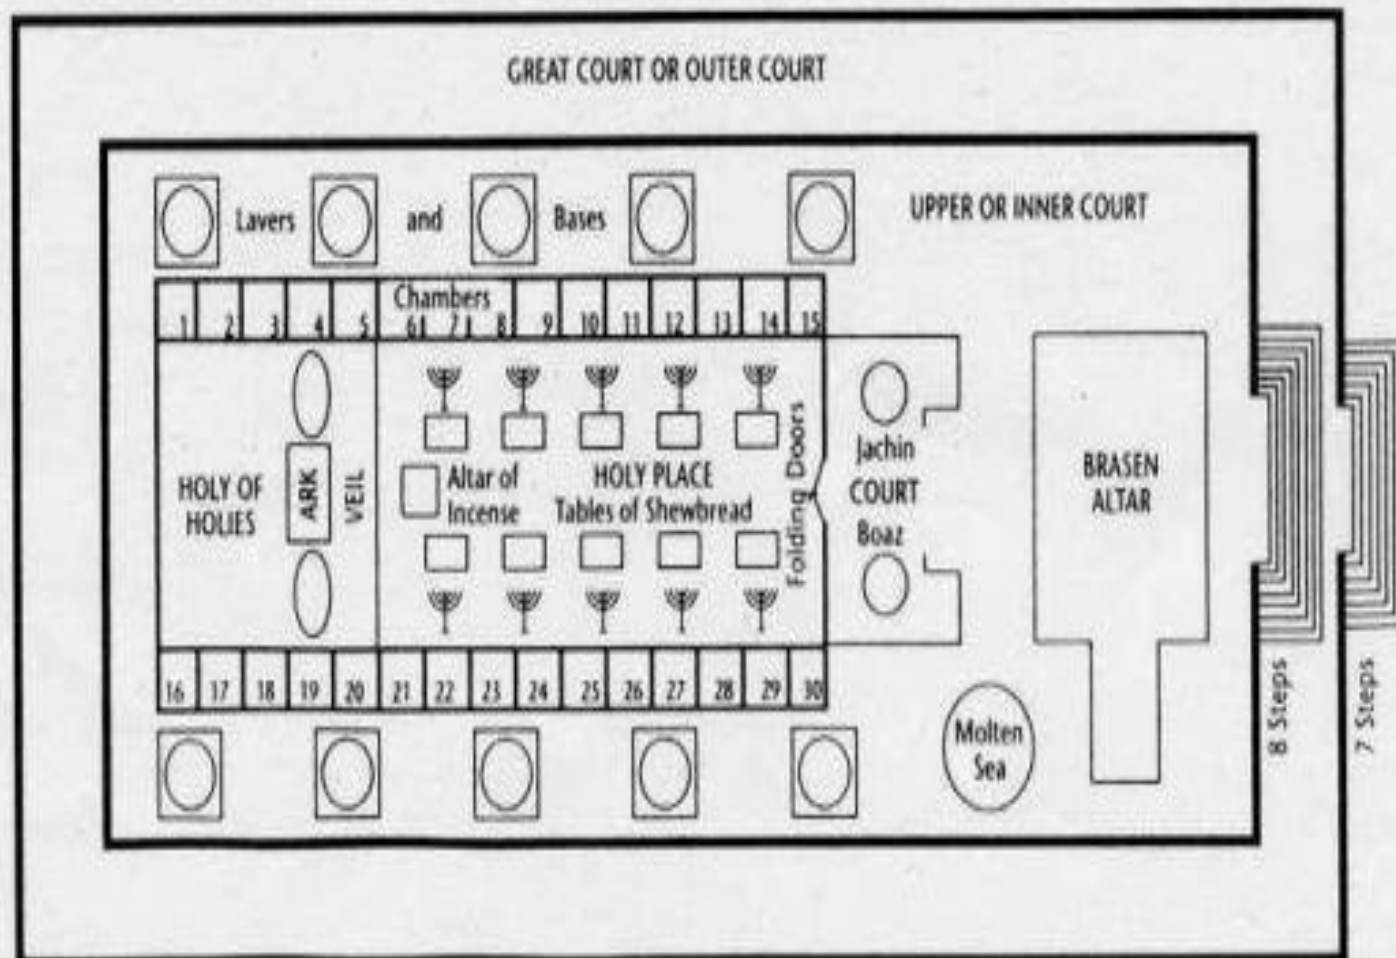 GREAT COURT OR OUTER COURT
Lavers and Bases
UPPER OR INNER COURT
Chambers
1 2 3 4 5 6 7 8 9 10 11 12 13 14 15
HOLY OF
HOLIES
ARK
VEIL
Altar of
Incense
HOLY PLACE
Tables of Shewbread
Folding Doors
Jachin
COURT
Boaz
BRASEN
ALTAR
16 17 18 19 20 21 22 23 24 25 26 27 28 29 30
Molten
Sea
8 Steps
7 Steps